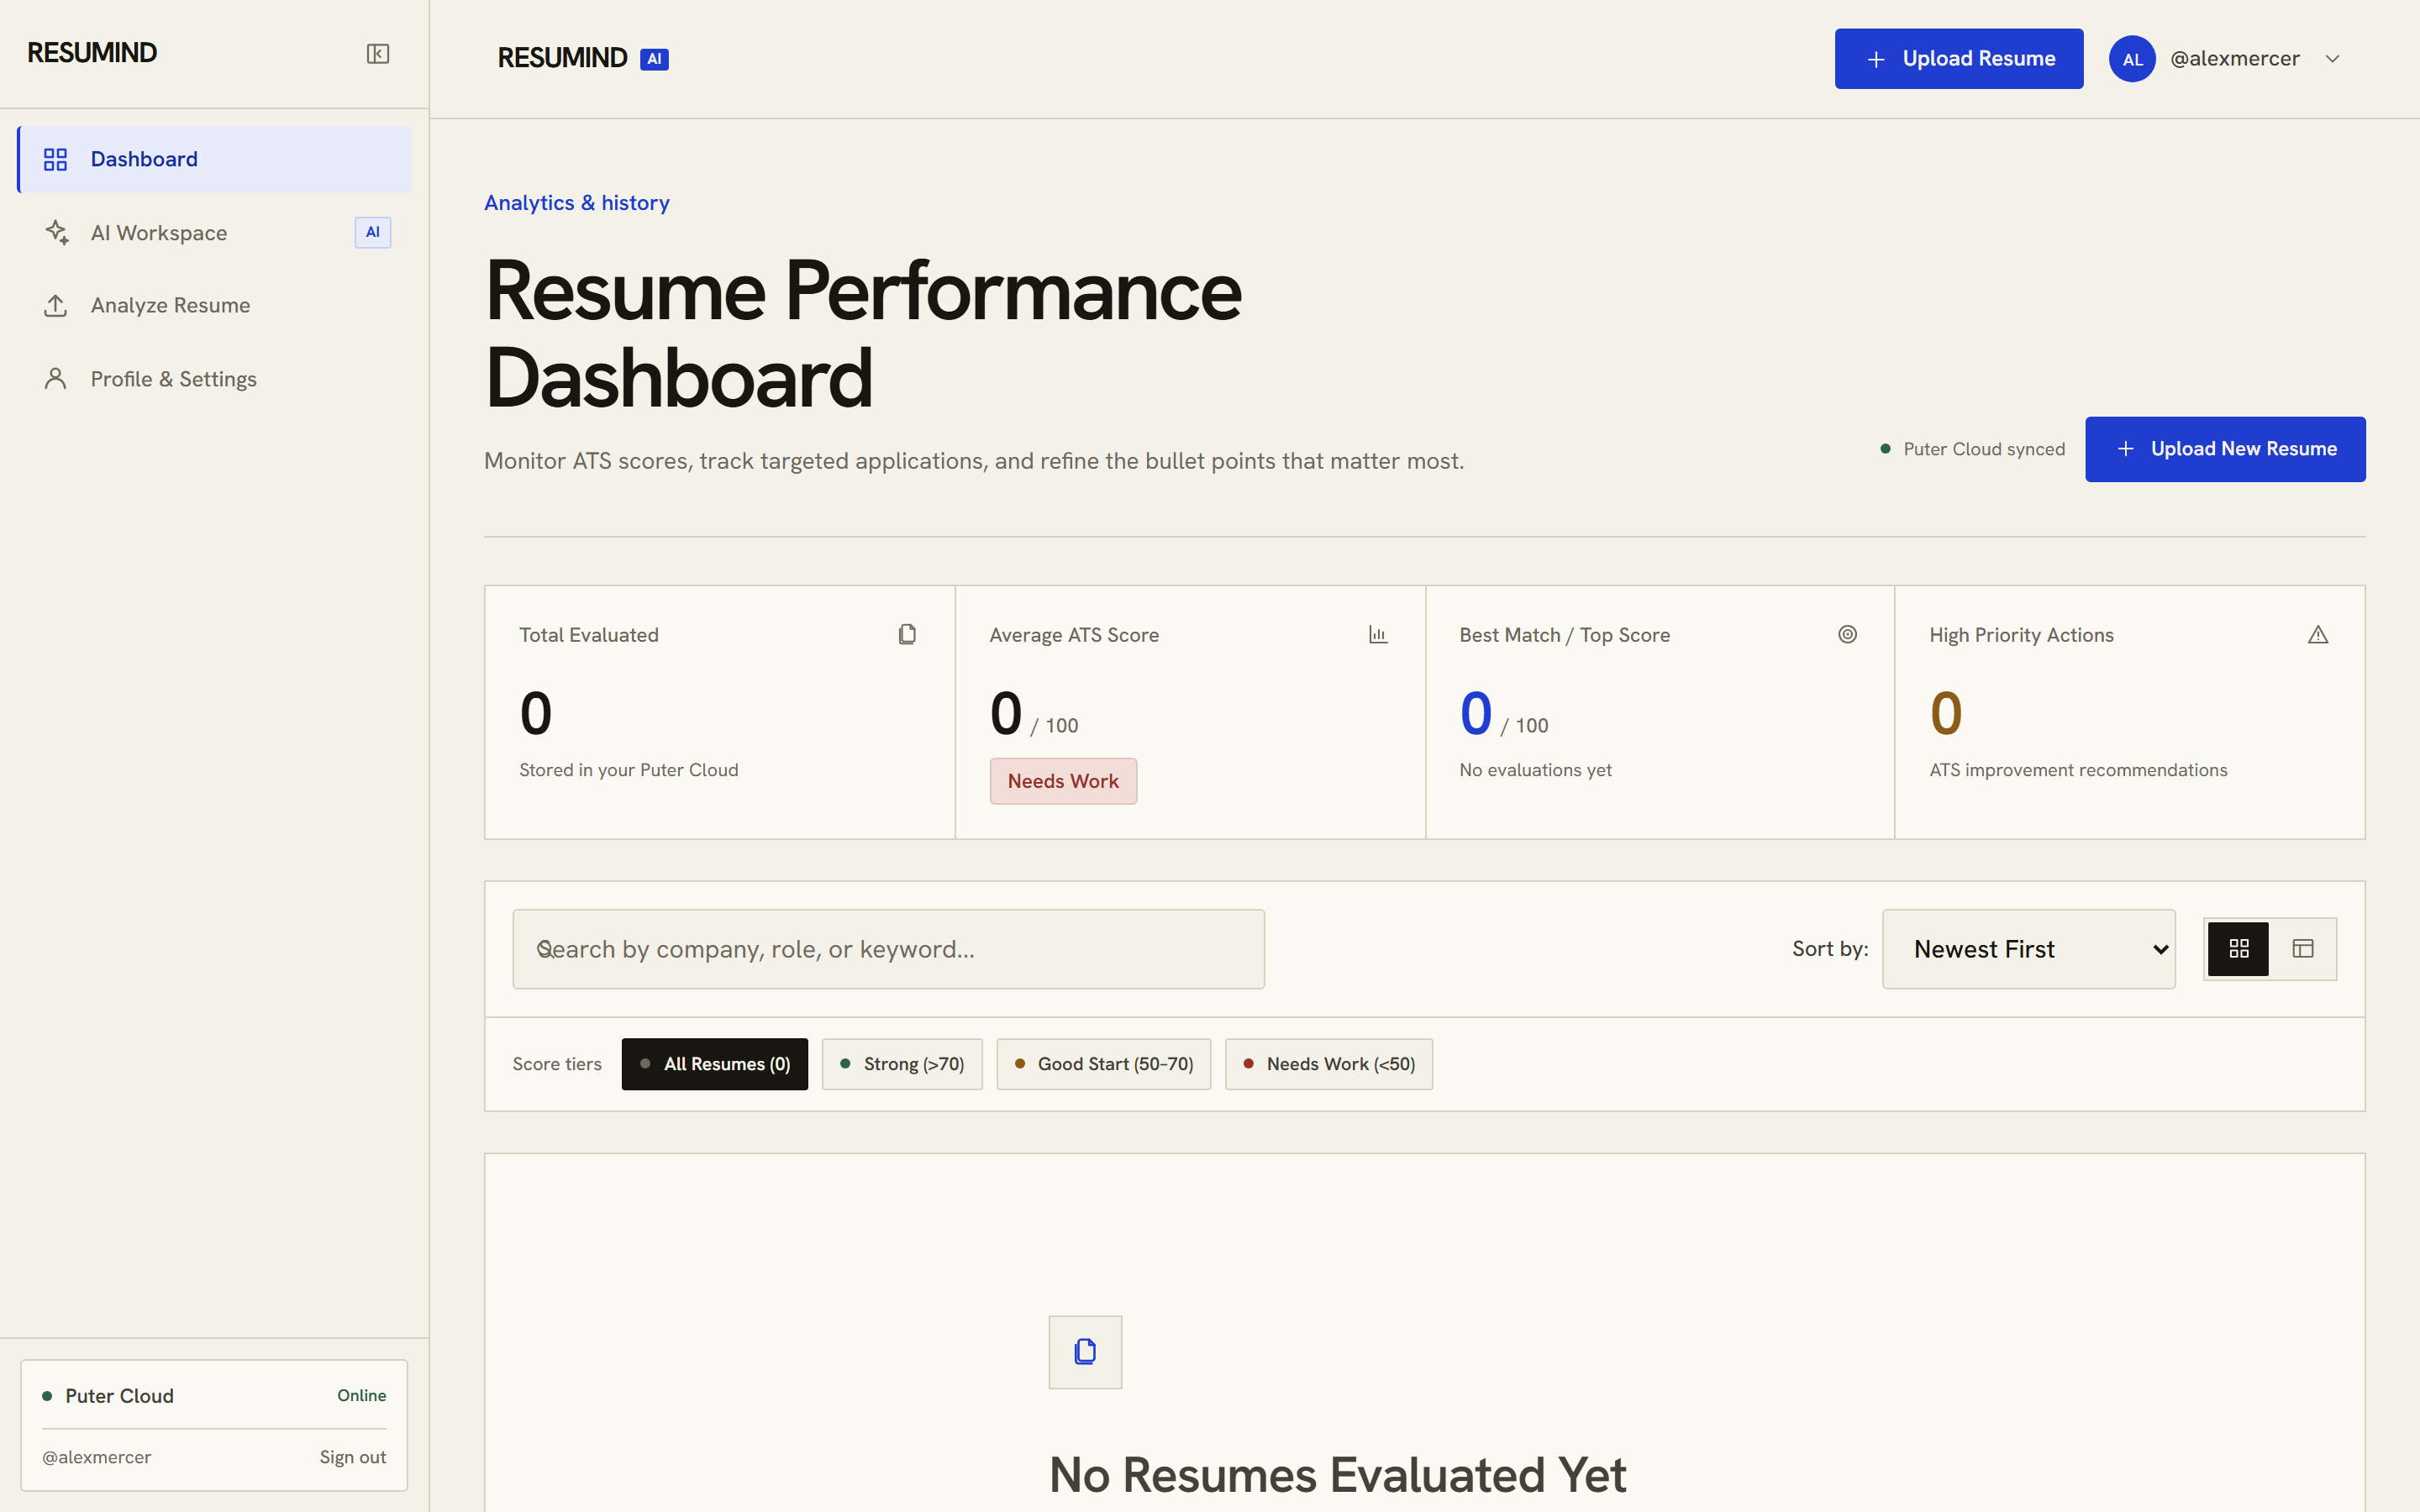 RESUMIND
RESUMIND AI
Upload Resume
AL @alexmercer
Dashboard
AI Workspace AI
Analyze Resume
Profile & Settings
Analytics & history
Resume Performance
Dashboard
Monitor ATS scores, track targeted applications, and refine the bullet points that matter most.
Puter Cloud synced
Upload New Resume
Total Evaluated
0
Stored in your Puter Cloud
Average ATS Score
0 / 100
Needs Work
Best Match / Top Score
0 / 100
No evaluations yet
High Priority Actions
0
ATS improvement recommendations
Search by company, role, or keyword...
Sort by: Newest First
Score tiers
All Resumes (0)
Strong (>70)
Good Start (50–70)
Needs Work (<50)
No Resumes Evaluated Yet
Puter Cloud Online
@alexmercer Sign out